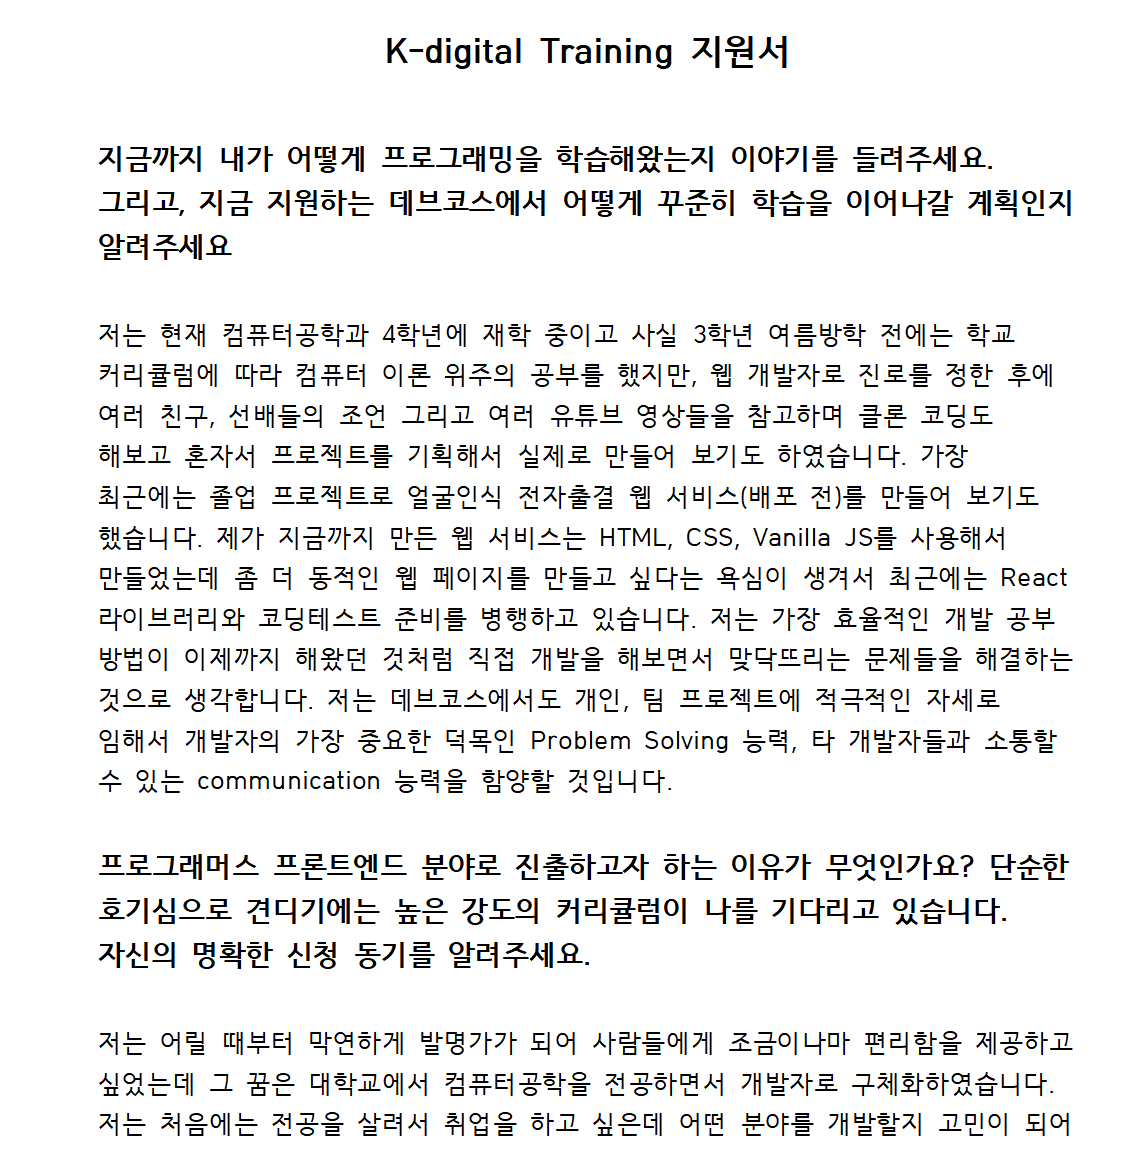 K-digital Training 지원서
지금까지 내가 어떻게 프로그래밍을 학습해왔는지 이야기를 들려주세요.
그리고, 지금 지원하는 데브코스에서 어떻게 꾸준히 학습을 이어나갈 계획인지
알려주세요
저는 현재 컴퓨터공학과 4학년에 재학 중이고 사실 3학년 여름방학 전에는 학교
커리큘럼에 따라 컴퓨터 이론 위주의 공부를 했지만, 웹 개발자로 진로를 정한 후에
여러 친구, 선배들의 조언 그리고 여러 유튜브 영상들을 참고하며 클론 코딩도
해보고 혼자서 프로젝트를 기획해서 실제로 만들어 보기도 하였습니다. 가장
최근에는 졸업 프로젝트로 얼굴인식 전자출결 웹 서비스(배포 전)를 만들어 보기도
했습니다. 제가 지금까지 만든 웹 서비스는 HTML, CSS, Vanilla JS를 사용해서
만들었는데 좀 더 동적인 웹 페이지를 만들고 싶다는 욕심이 생겨서 최근에는 React
라이브러리와 코딩테스트 준비를 병행하고 있습니다. 저는 가장 효율적인 개발 공부
방법이 이제까지 해왔던 것처럼 직접 개발을 해보면서 맞닥뜨리는 문제들을 해결하는
것으로 생각합니다. 저는 데브코스에서도 개인, 팀 프로젝트에 적극적인 자세로
임해서 개발자의 가장 중요한 덕목인 Problem Solving 능력, 타 개발자들과 소통할
수 있는 communication 능력을 함양할 것입니다.
프로그래머스 프론트엔드 분야로 진출하고자 하는 이유가 무엇인가요? 단순한
호기심으로 견디기에는 높은 강도의 커리큘럼이 나를 기다리고 있습니다.
자신의 명확한 신청 동기를 알려주세요.
저는 어릴 때부터 막연하게 발명가가 되어 사람들에게 조금이나마 편리함을 제공하고
싶었는데 그 꿈은 대학교에서 컴퓨터공학을 전공하면서 개발자로 구체화하였습니다.
저는 처음에는 전공을 살려서 취업을 하고 싶은데 어떤 분야를 개발할지 고민이 되어